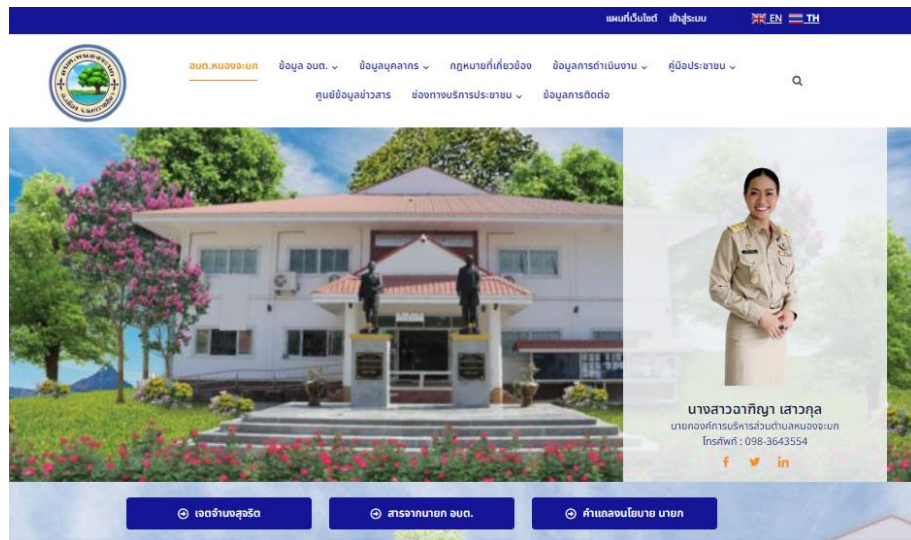 แผนที่เว็บไซต์ เข้าสู่ระบบ EN TH
อบต.หนองจะบก ข้อมูล อบต. ข้อมูลบุคลากร กฎหมายที่เกี่ยวข้อง ข้อมูลการดำเนินงาน คู่มือประชาชน
ศูนย์ข้อมูลข่าวสาร ช่องทางบริการประชาชน ข้อมูลการติดต่อ
นางสาวฉาฑิญา เสาวกุล
นายกองค์การบริหารส่วนตำบลหนองจะบก
โทรศัพท์ : 098-3643554
เจตจำนงสุจริต สารจากนายก อบต. คำแถลงนโยบาย นายก